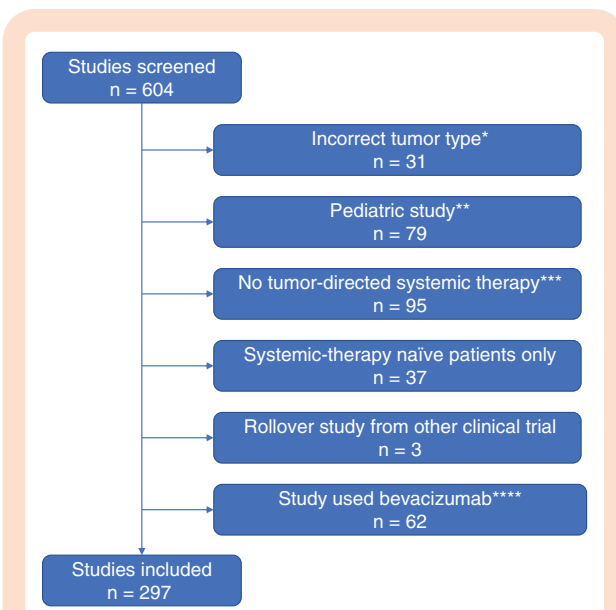 Studies screened
n = 604
Incorrect tumor type*
n = 31
Pediatric study**
n = 79
No tumor-directed systemic therapy***
n = 95
Systemic-therapy naïve patients only
n = 37
Rollover study from other clinical trial
n = 3
Study used bevacizumab****
n = 62
Studies included
n = 297